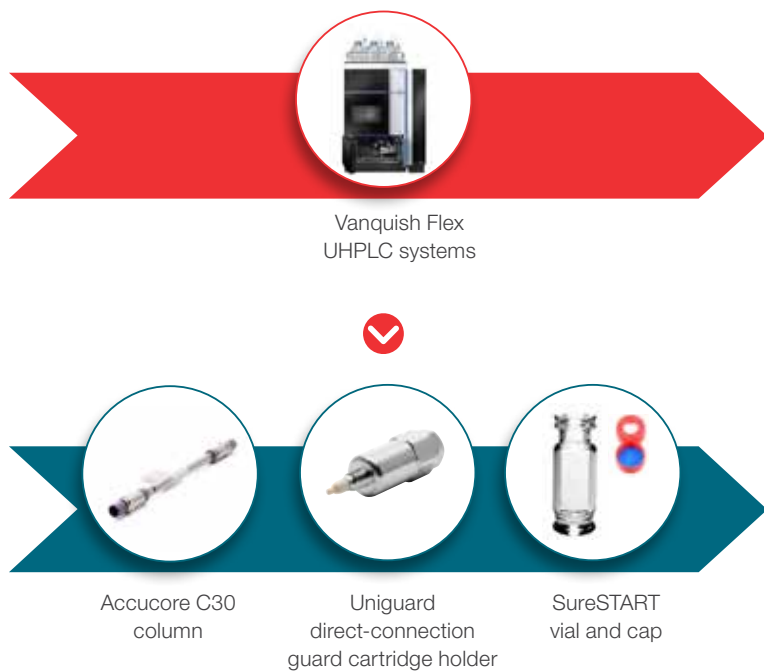 Vanquish Flex
UHPLC systems
Accucore C30
column
Uniguard
direct-connection
guard cartridge holder
SureSTART
vial and cap